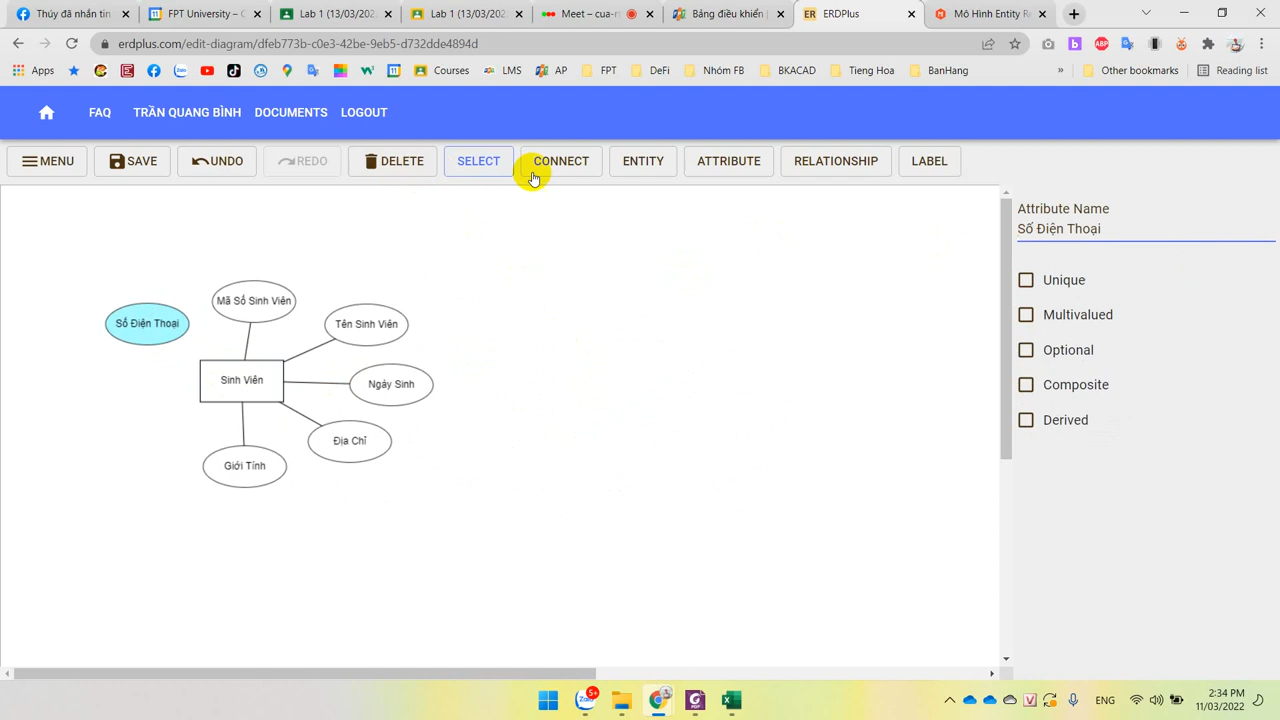 Thúy đã nhắn tin
FPT University – C
Lab 1 (13/03/2022
Lab 1 (13/03/202
Meet – cua-r
Bảng điều khiển
ERDPlus
Mô Hình Entity R
erdplus.com/edit-diagram/dfeb773b-c0e3-42be-9eb5-d732dde4894d
Apps
Courses
LMS
AP
FPT
DeFi
Nhóm FB
BKACAD
Tieng Hoa
BanHang
»
Other bookmarks
Reading list
FAQ
TRẦN QUANG BÌNH
DOCUMENTS
LOGOUT
MENU
SAVE
UNDO
REDO
DELETE
SELECT
CONNECT
ENTITY
ATTRIBUTE
RELATIONSHIP
LABEL
Attribute Name
Số Điện Thoại
Unique
Multivalued
Optional
Composite
Derived
Mã Số Sinh Viên
Số Điện Thoại
Tên Sinh Viên
Sinh Viên
Ngày Sinh
Địa Chỉ
Giới Tính
5+
ENG
2:34 PM
11/03/2022